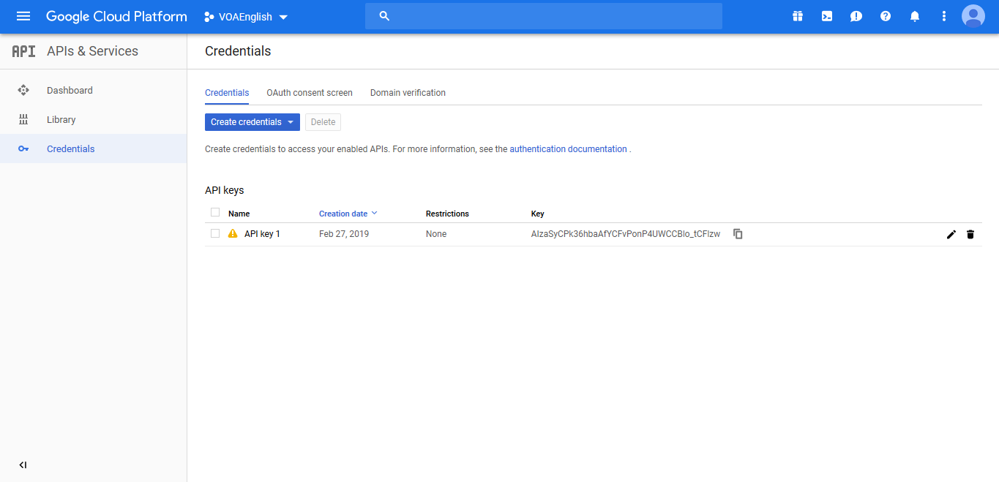 Google Cloud Platform
VOAEnglish
API
APIs & Services
Credentials
Dashboard
Library
Credentials
Credentials
OAuth consent screen
Domain verification
Create credentials
Delete
Create credentials to access your enabled APIs. For more information, see the authentication documentation .
API keys
Name Creation date Restrictions Key
API key 1 Feb 27, 2019 None